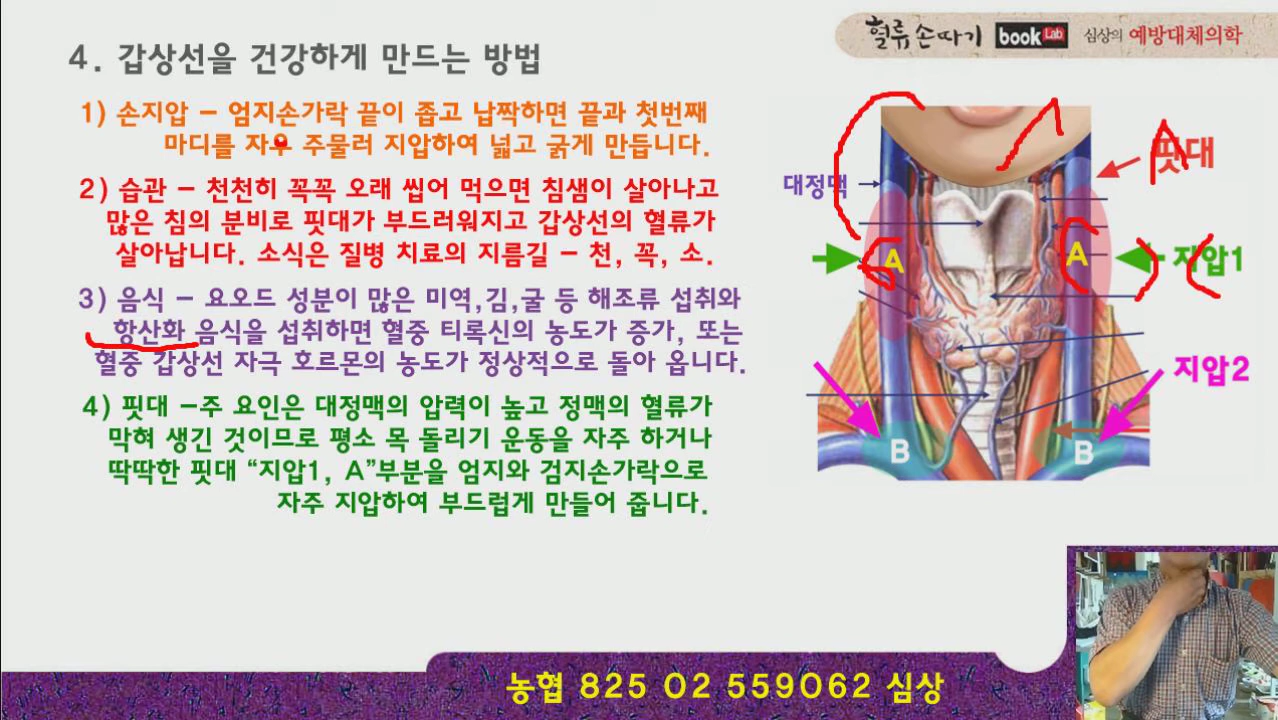 혈류 손따기 book Lab 심상의 예방대체의학
4. 갑상선을 건강하게 만드는 방법
1) 손지압 – 엄지손가락 끝이 좁고 납짝하면 끝과 첫번째
마디를 자주 주물러 지압하여 넓고 굵게 만듭니다.
2) 습관 – 천천히 꼭꼭 오래 씹어 먹으면 침샘이 살아나고
많은 침의 분비로 핏대가 부드러워지고 갑상선의 혈류가
살아납니다. 소식은 질병 치료의 지름길 – 천, 꼭, 소.
3) 음식 – 요오드 성분이 많은 미역,김,굴 등 해조류 섭취와
항산화 음식을 섭취하면 혈중 티록신의 농도가 증가, 또는
혈중 갑상선 자극 호르몬의 농도가 정상적으로 돌아 옵니다.
4) 핏대 –주 요인은 대정맥의 압력이 높고 정맥의 혈류가
막혀 생긴 것이므로 평소 목 돌리기 운동을 자주 하거나
딱딱한 핏대 “지압1, A”부분을 엄지와 검지손가락으로
자주 지압하여 부드럽게 만들어 줍니다.
핏대
대정맥
A
A
지압1
지압2
B
B
농협 825 02 559062 심상